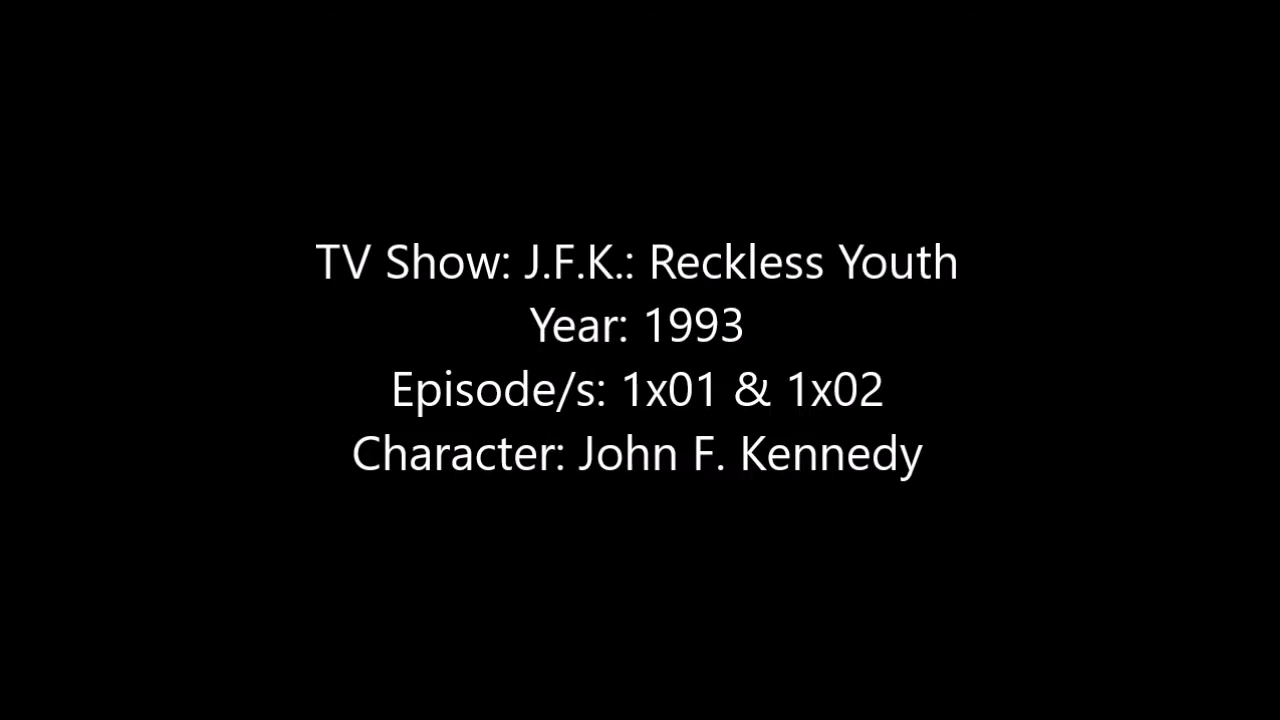 TV Show: J.F.K.: Reckless Youth
Year: 1993
Episode/s: 1x01 & 1x02
Character: John F. Kennedy